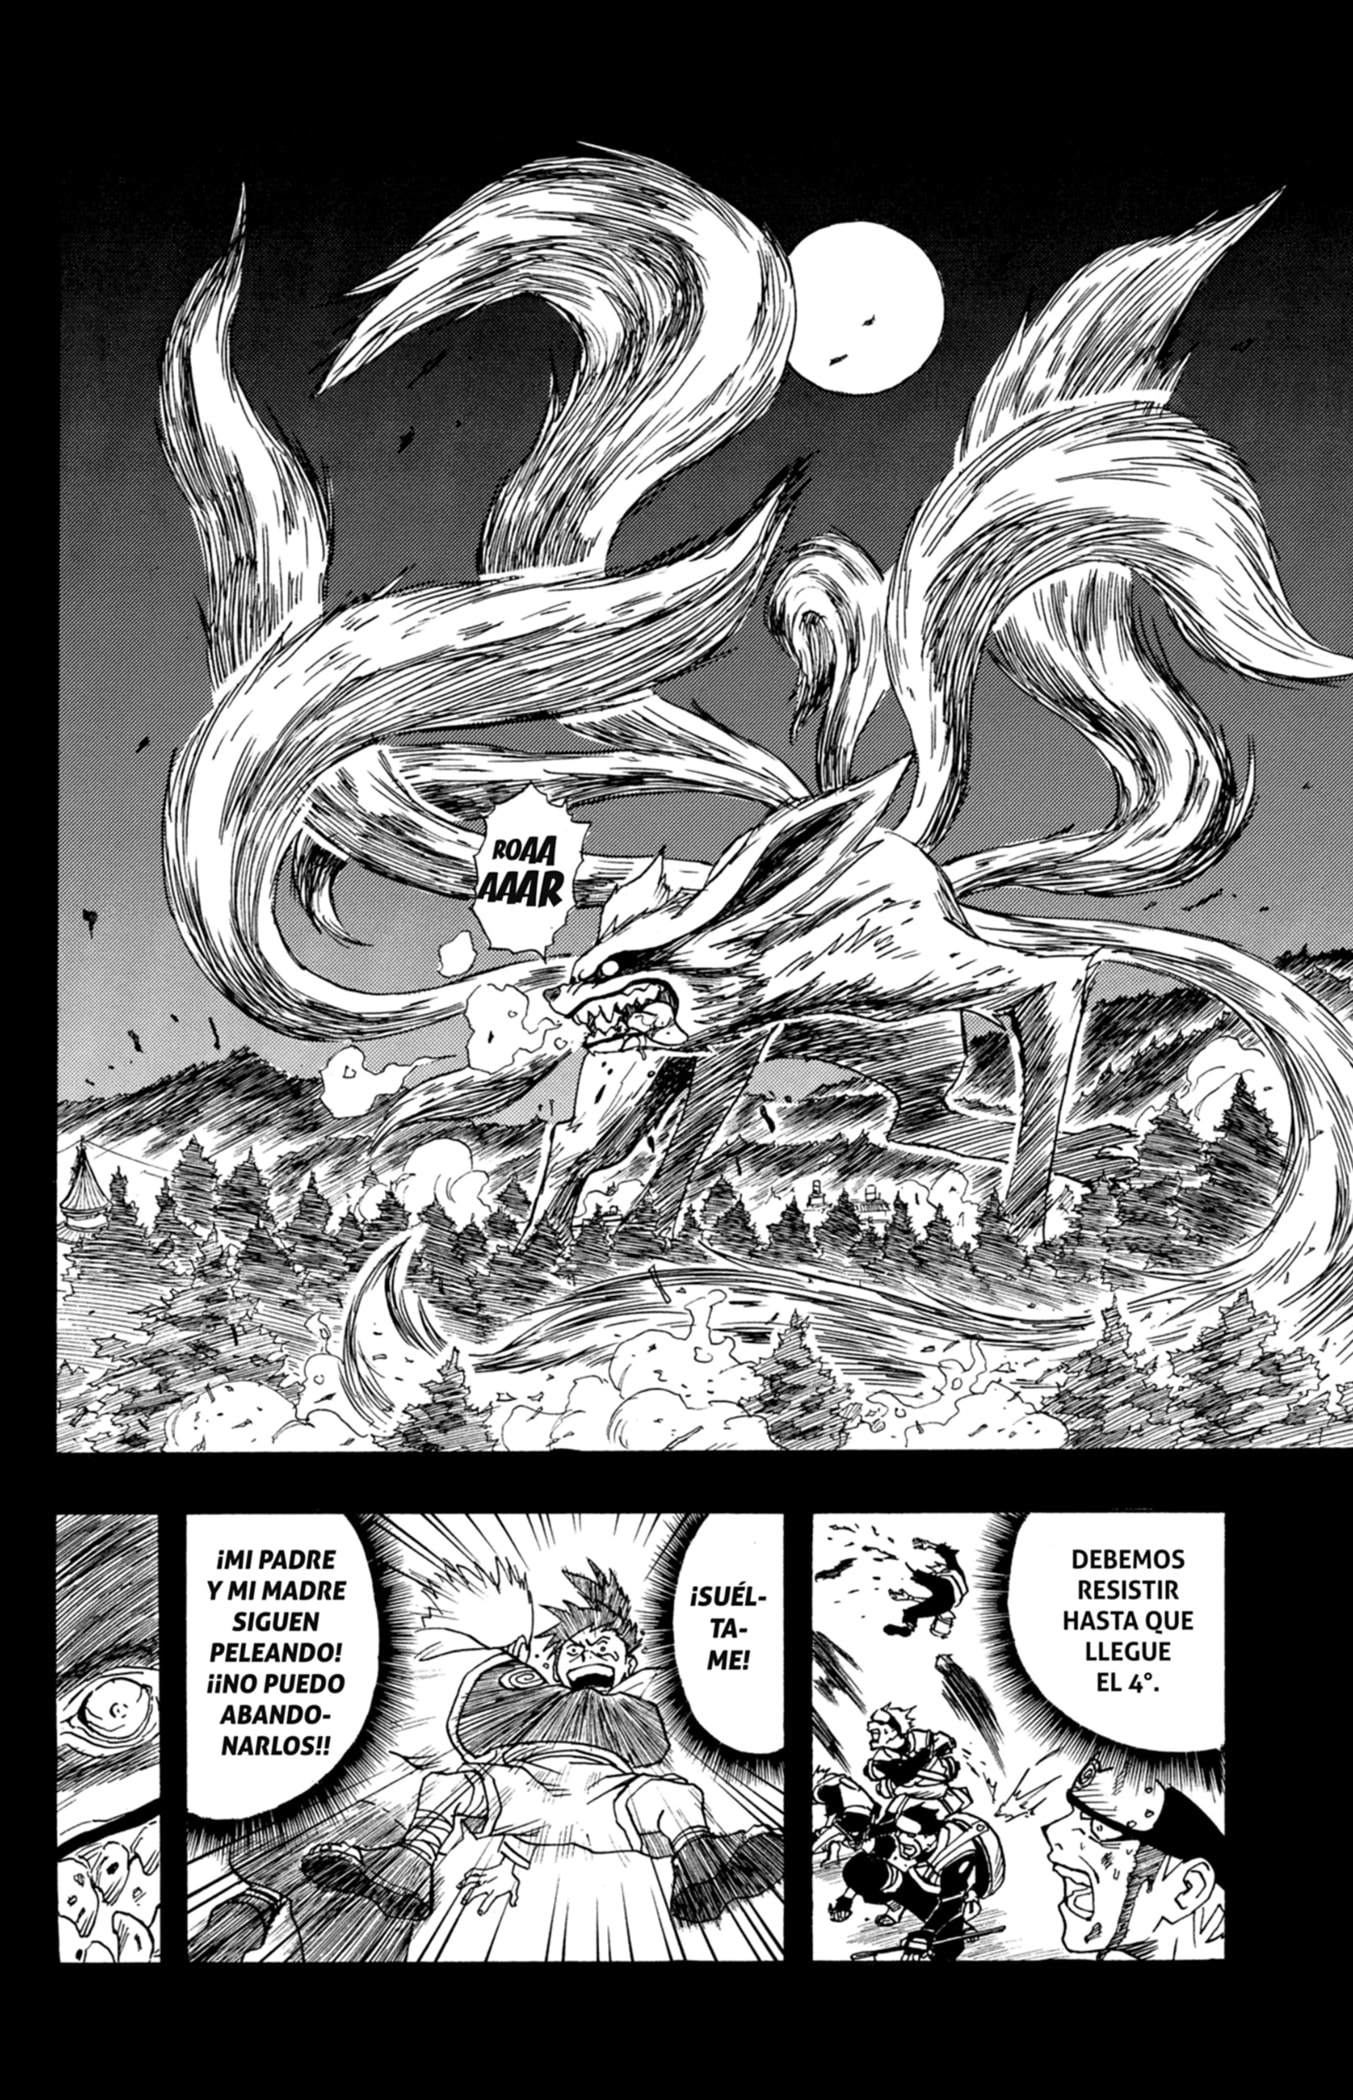 ROAA
AAAR
DEBEMOS
RESISTIR
HASTA QUE
LLEGUE
EL 4°.
¡SUÉL-
TA-
ME!
¡MI PADRE
Y MI MADRE
SIGUEN
PELEANDO!
¡¡NO PUEDO
ABANDO-
NARLOS!!